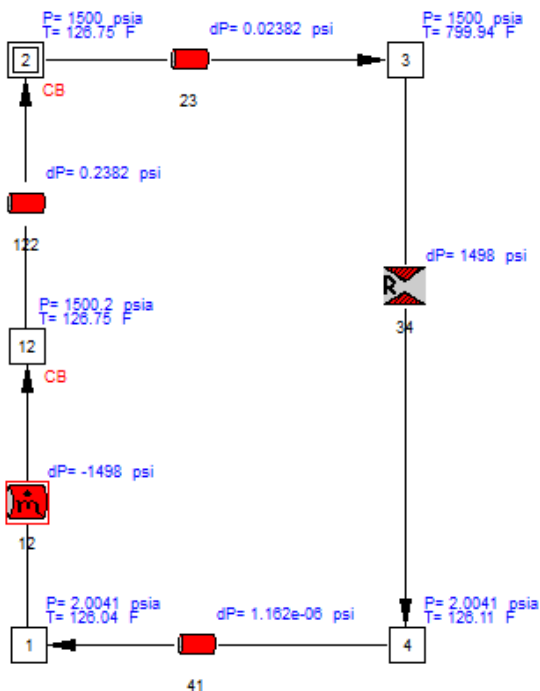 P= 1500 psia
T= 126.75 F
dP= 0.02382 psi
P= 1500 psia
T= 799.94 F
2
3
CB
23
dP= 0.2382 psi
122
dP= 1498 psi
R
34
P= 1500.2 psia
T= 126.75 F
12
CB
dP= -1498 psi
ṁ
12
P= 2.0041 psia
T= 126.04 F
dP= 1.162e-06 psi
P= 2.0041 psia
T= 126.11 F
1
4
41